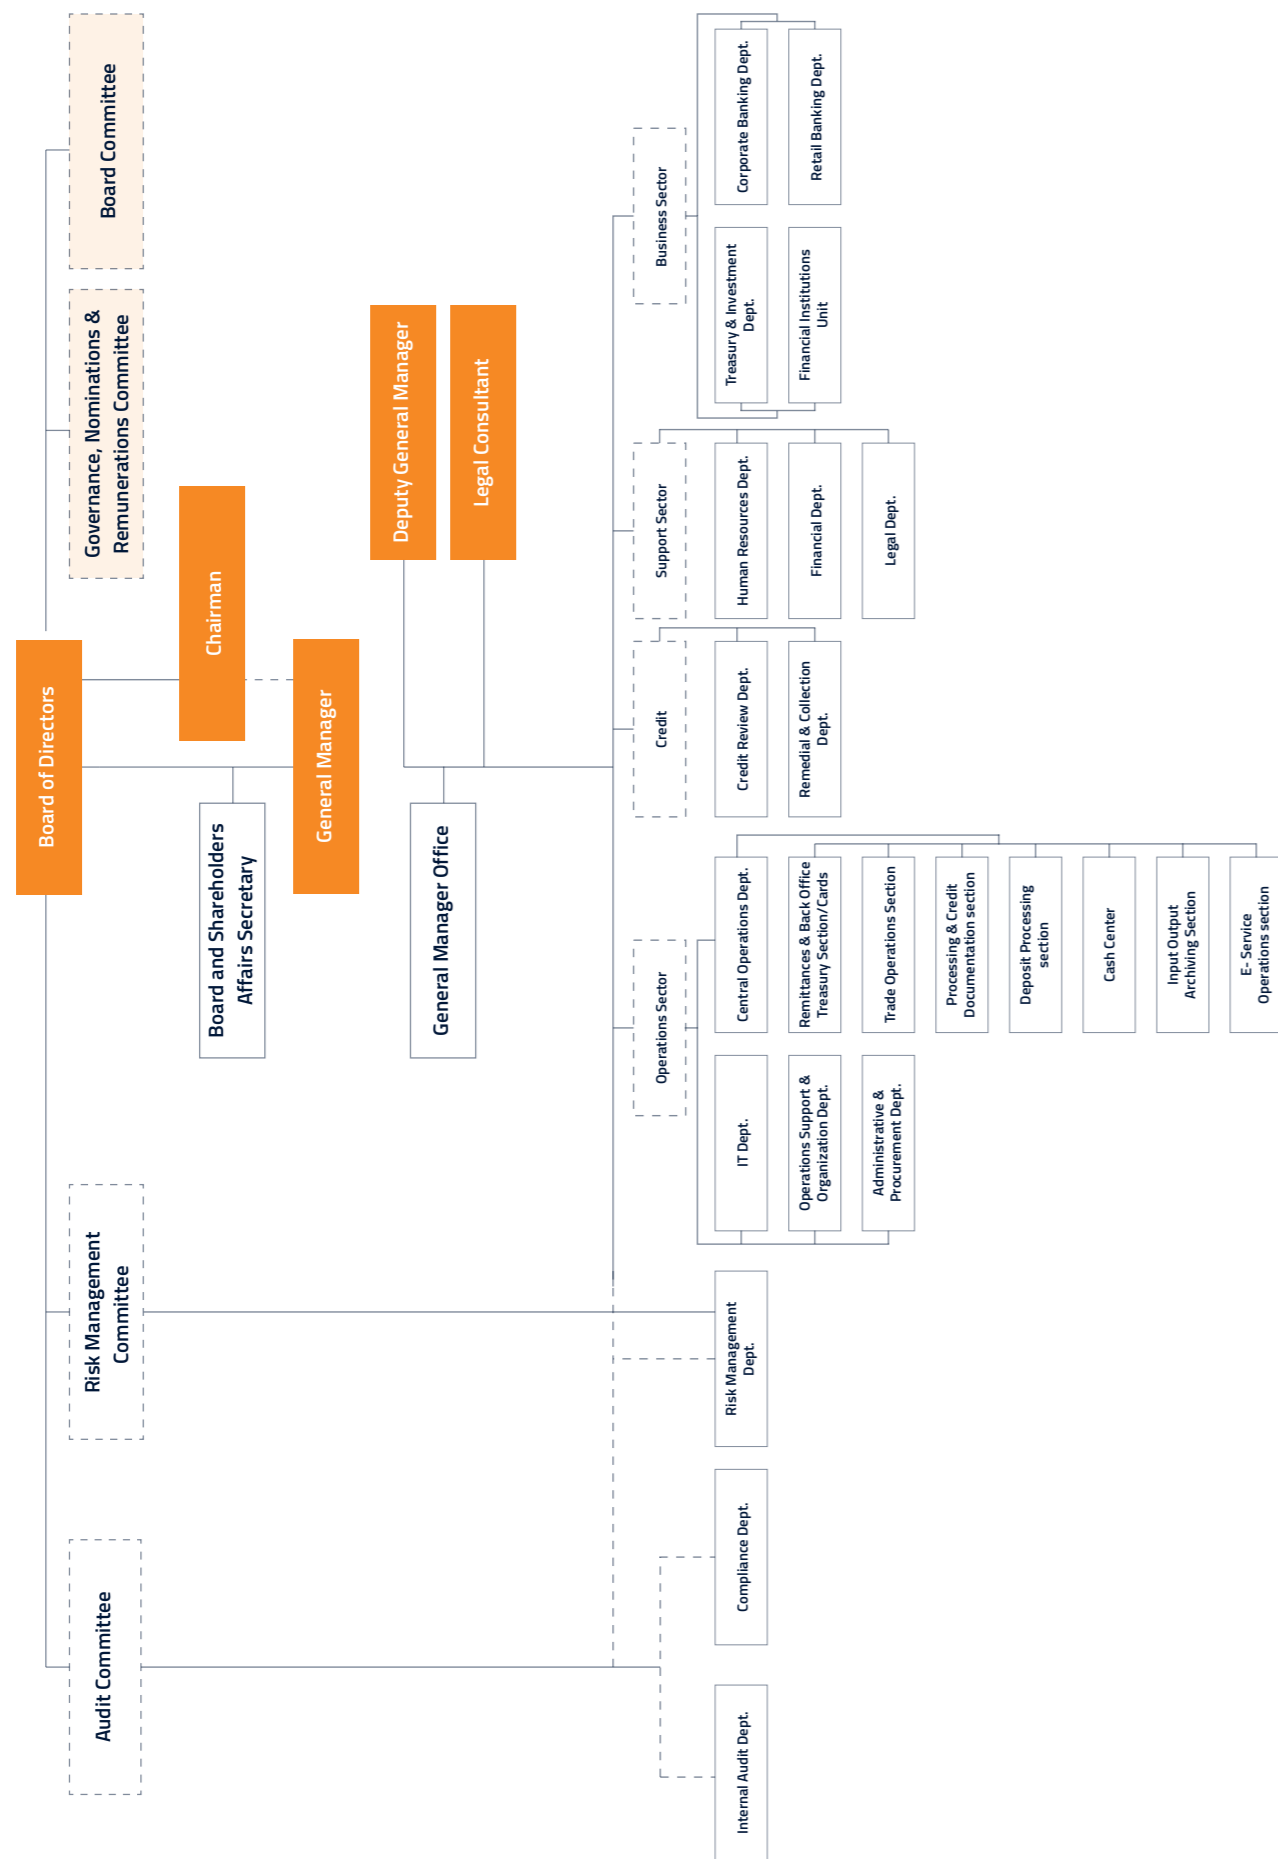 Board of Directors
Audit Committee
Risk Management
Committee
Governance, Nominations &
Remunerations Committee
Board Committee
Chairman
Board and Shareholders
Affairs Secretary
General Manager
Deputy General Manager
General Manager Office
Legal Consultant
Operations Sector
Credit
Support Sector
Business Sector
Internal Audit Dept.
Compliance Dept.
Risk Management
Dept.
IT Dept.
Operations Support &
Organization Dept.
Administrative &
Procurement Dept.
Central Operations Dept.
Remittances & Back Office
Treasury Section/Cards
Trade Operations Section
Processing & Credit
Documentation section
Deposit Processing
section
Cash Center
Input Output
Archiving Section
E- Service
Operations section
Credit Review Dept.
Remedial & Collection
Dept.
Human Resources Dept.
Financial Dept.
Legal Dept.
Treasury & Investment
Dept.
Financial Institutions
Unit
Corporate Banking Dept.
Retail Banking Dept.